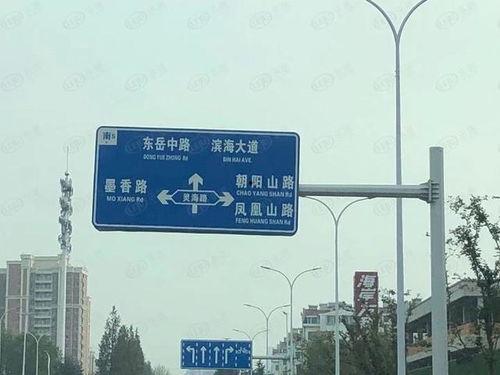 南 S
东岳中路 滨海大道
DONG YUE ZHONG Rd BIN HAI AVE.
墨香路 灵海路 朝阳山路
MO XIANG Rd CHAO YANG SHAN Rd
凤凰山路
FENG HUANG SHAN Rd
海岸